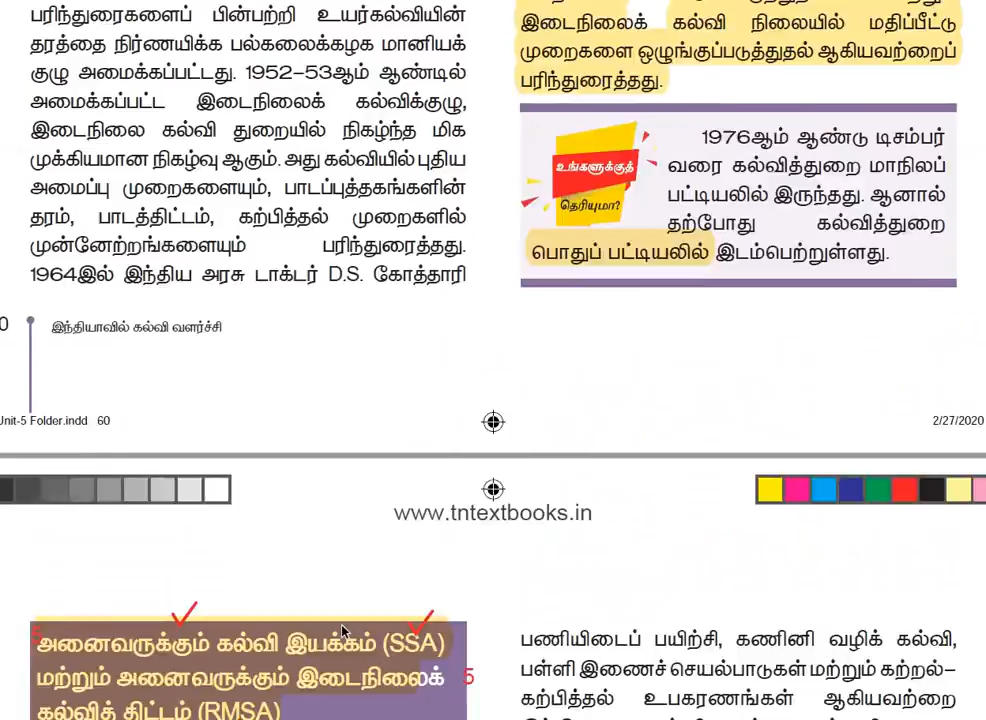 பரிந்துரைகளைப் பின்பற்றி உயர்கல்வியின்
தரத்தை நிர்ணயிக்க பல்கலைக்கழக மானியக்
குழு அமைக்கப்பட்டது. 1952–53ஆம் ஆண்டில்
அமைக்கப்பட்ட இடைநிலைக் கல்விக்குழு,
இடைநிலை கல்வி துறையில் நிகழ்ந்த மிக
முக்கியமான நிகழ்வு ஆகும். அது கல்வியில் புதிய
அமைப்பு முறைகளையும், பாடப்புத்தகங்களின்
தரம், பாடத்திட்டம், கற்பித்தல் முறைகளில்
முன்னேற்றங்களையும் பரிந்துரைத்தது.
1964இல் இந்திய அரசு டாக்டர் D.S. கோத்தாரி
இடைநிலைக் கல்வி நிலையில் மதிப்பீட்டு
முறைகளை ஒழுங்குப்படுத்துதல் ஆகியவற்றைப்
பரிந்துரைத்தது.
உங்களுக்குத்
தெரியுமா?
1976ஆம் ஆண்டு டிசம்பர்
வரை கல்வித்துறை மாநிலப்
பட்டியலில் இருந்தது. ஆனால்
தற்போது கல்வித்துறை
பொதுப் பட்டியலில் இடம்பெற்றுள்ளது.
0 இந்தியாவில் கல்வி வளர்ச்சி
Unit-5 Folder.indd 60
2/27/2020
www.tntextbooks.in
அனைவருக்கும் கல்வி இயக்கம் (SSA)
மற்றும் அனைவருக்கும் இடைநிலைக்
கல்வித் திட்டம் (RMSA)
5
பணியிடைப் பயிற்சி, கணினி வழிக் கல்வி,
பள்ளி இணைச் செயல்பாடுகள் மற்றும் கற்றல்–
கற்பித்தல் உபகரணங்கள் ஆகியவற்றை